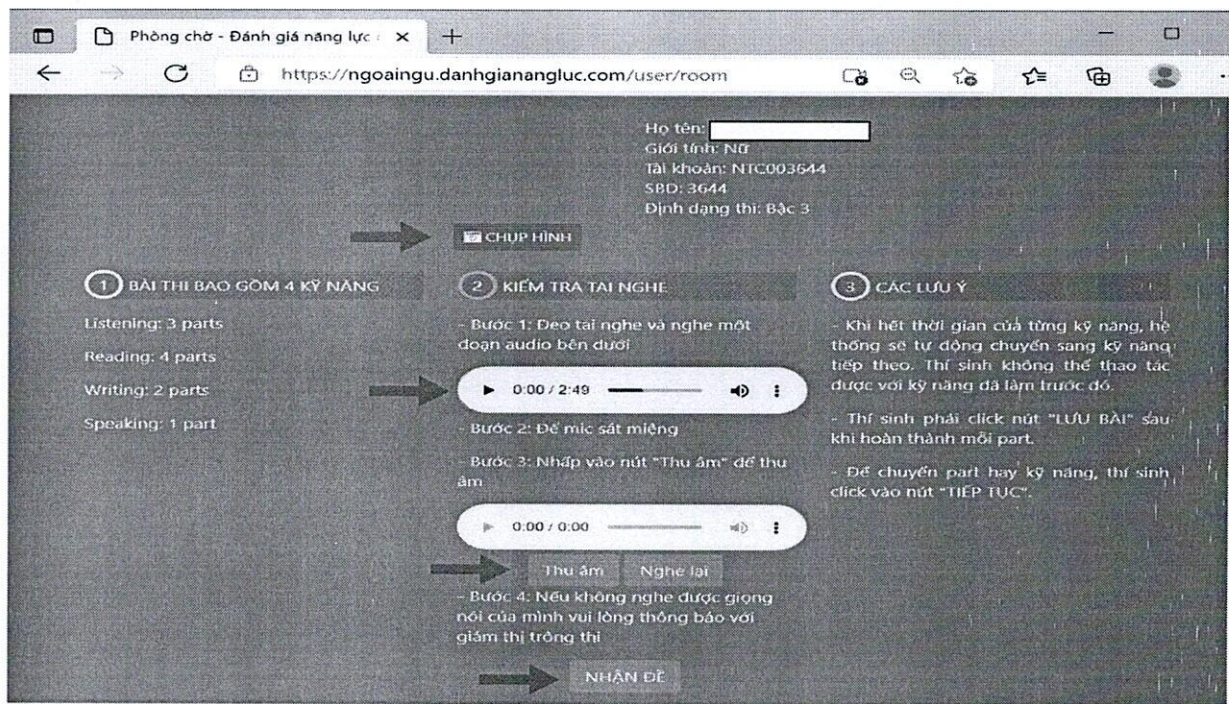 Phòng chờ - Đánh giá năng lực
https://ngoaingu.danhgianangluc.com/user/room
Họ tên:
Giới tính: Nữ
Tài khoản: NTC003644
SBD: 3644
Định dạng thi: Bậc 3
CHỤP HÌNH
1 BÀI THI BAO GỒM 4 KỸ NĂNG
Listening: 3 parts
Reading: 4 parts
Writing: 2 parts
Speaking: 1 part
2 KIỂM TRA TAI NGHE
- Bước 1: Đeo tai nghe và nghe một
đoạn audio bên dưới
0:00 / 2:49
- Bước 2: Để mic sát miệng
- Bước 3: Nhấp vào nút "Thu âm" để thu
âm
0:00 / 0:00
Thu âm Nghe lại
- Bước 4: Nếu không nghe được giọng
nói của mình vui lòng thông báo với
giám thị trông thi
NHẬN ĐỀ
3 CÁC LƯU Ý
- Khi hết thời gian của từng kỹ năng, hệ
thống sẽ tự động chuyển sang kỹ năng
tiếp theo. Thí sinh không thể thao tác
được với kỹ năng đã làm trước đó.
- Thí sinh phải click nút "LƯU BÀI" sau
khi hoàn thành mỗi part.
- Để chuyển part hay kỹ năng, thí sinh
click vào nút "TIẾP TỤC".